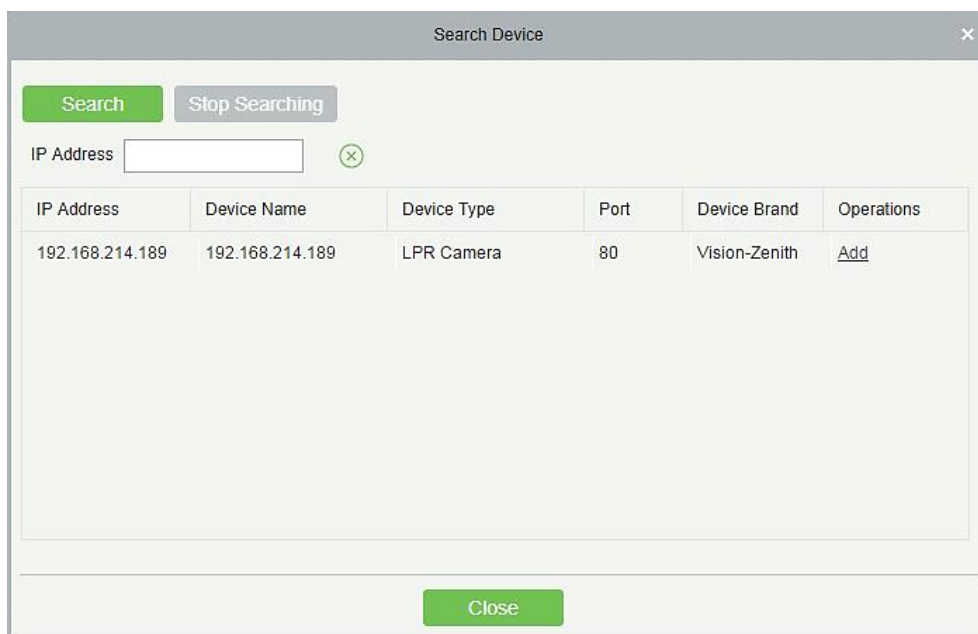 Search Device
Search Stop Searching
IP Address
IP Address Device Name Device Type Port Device Brand Operations
192.168.214.189 192.168.214.189 LPR Camera 80 Vision-Zenith Add
Close